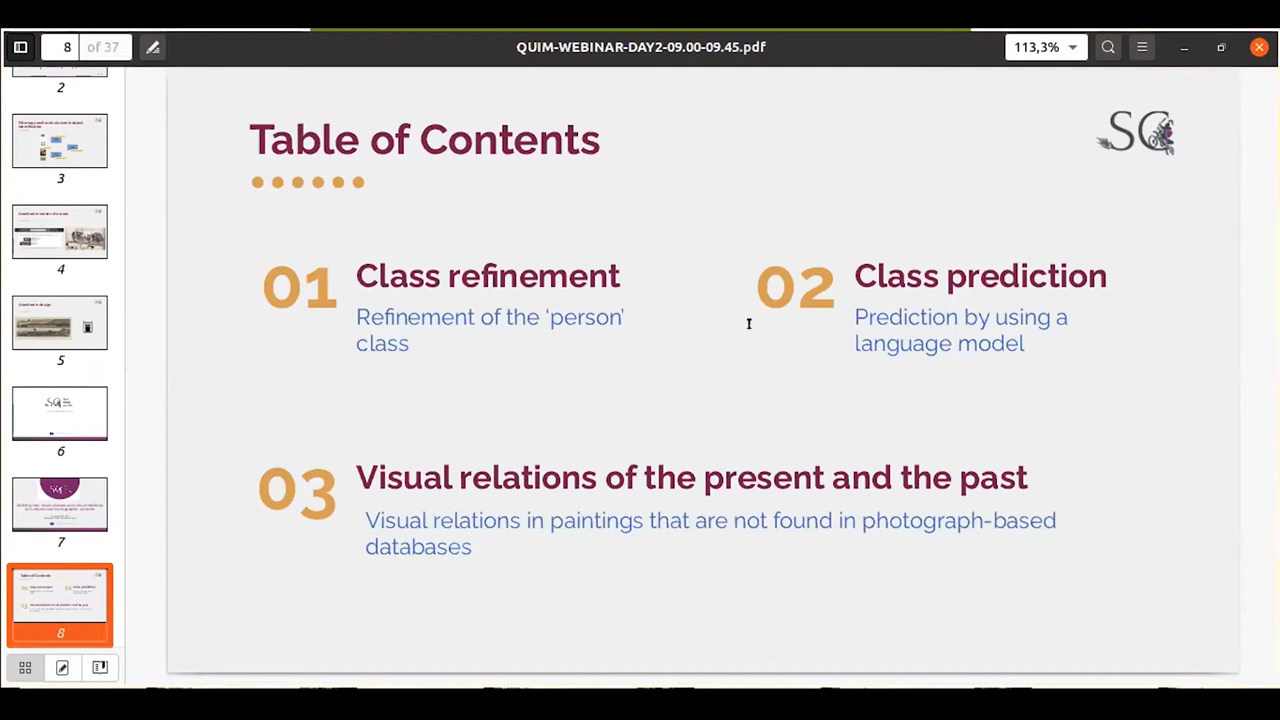 8 of 37
QUIM-WEBINAR-DAY2-09.00-09.45.pdf
113,3%
2
3
4
5
6
7
8
Table of Contents
SG
01
Class refinement
Refinement of the ‘person’
class
02
Class prediction
Prediction by using a
language model
03
Visual relations of the present and the past
Visual relations in paintings that are not found in photograph-based
databases